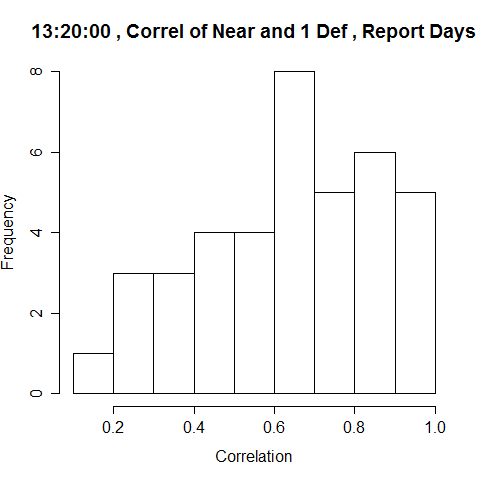 13:20:00 , Correl of Near and 1 Def , Report Days
8
6
4
2
0
Frequency
0.2 0.4 0.6 0.8 1.0
Correlation